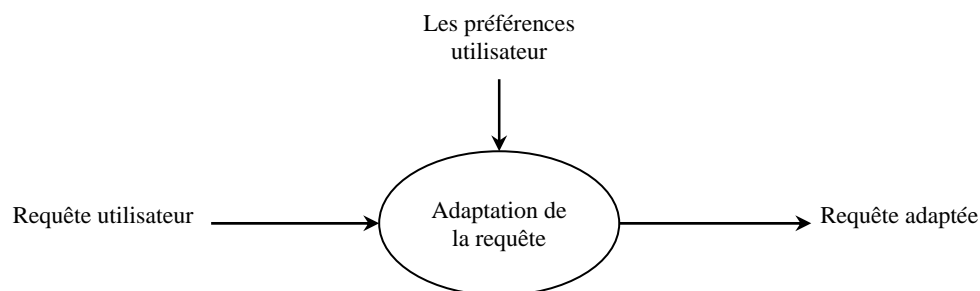 Les préférences
utilisateur
Requête utilisateur
Adaptation de
la requête
Requête adaptée